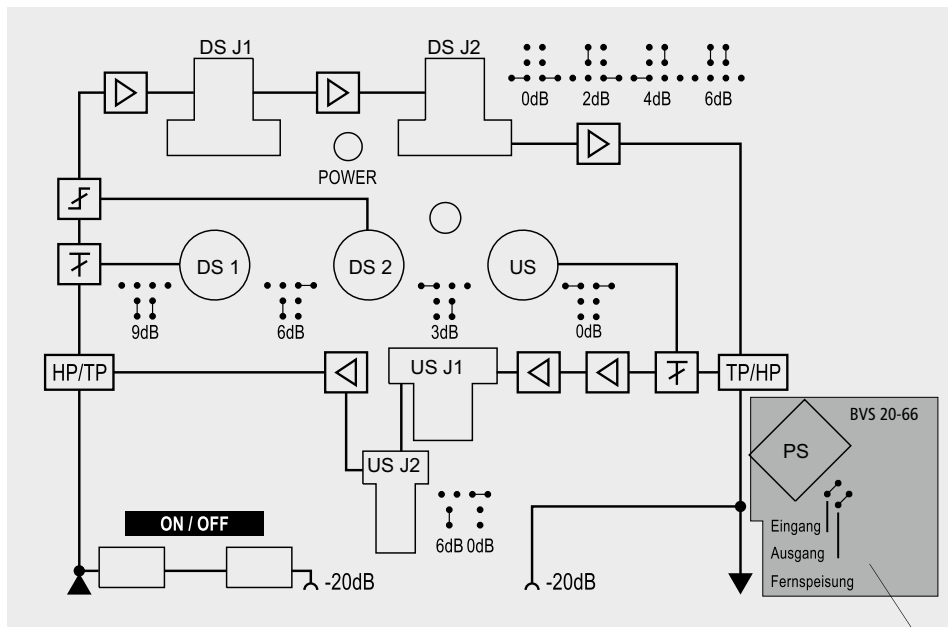 DS J1
DS J2
0dB 2dB 4dB 6dB
POWER
DS 1
DS 2
US
9dB
6dB
3dB
0dB
HP/TP
US J1
TP/HP
BVS 20-66
PS
US J2
6dB 0dB
ON / OFF
Eingang
Ausgang
Fernspeisung
-20dB
-20dB